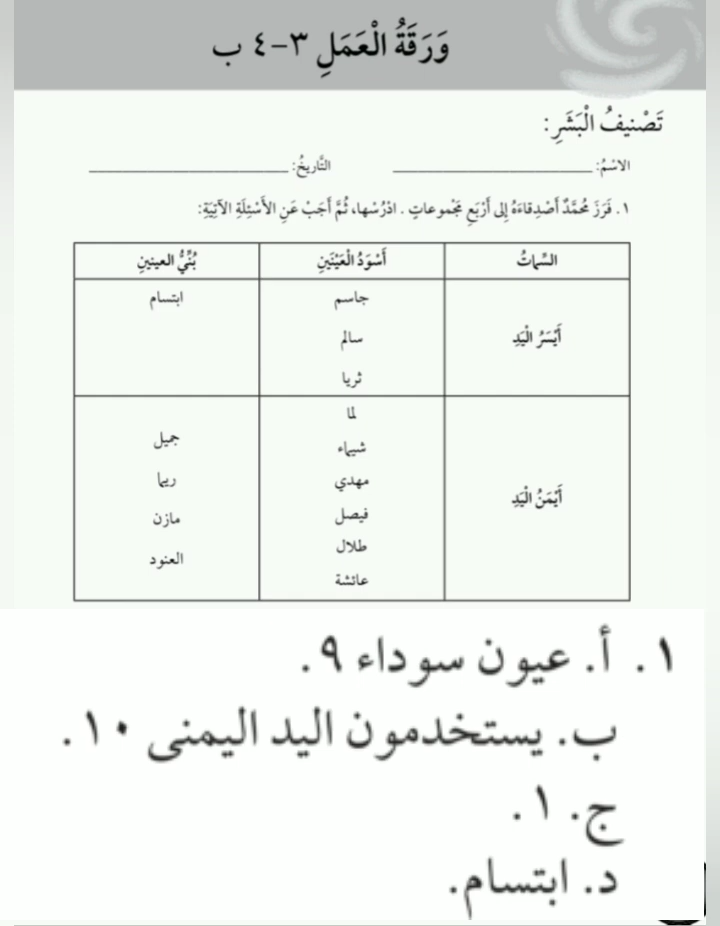 وَرَقَةُ الْعَمَلِ ٣-٤ ب
تَصْنيفُ الْبَشَرِ:
الاسْمُ: التَّاريخُ:
١. فَرَزَ مُحَمَّدٌ أَصْدِقاءَهُ إِلى أَرْبَعِ مَجْموعاتٍ. ادْرُسْها، ثُمَّ أَجِبْ عَنِ الأَسْئِلَةِ الآتِيَةِ:
السِّماتُ أَسْوَدُ الْعَيْنَيْنِ بُنِّيُّ العينينِ
أَيْسَرُ الْيَدِ
جاسم ابتسام
سالم
ثريا
أَيْمَنُ الْيَدِ
لما
شيماء
مهدي
فيصل
طلال
عائشة
جميل
ريما
مازن
العنود
١. أ. عيون سوداء ٩.
ب. يستخدمون اليد اليمنى ١٠.
ج. ١.
د. ابتسام.